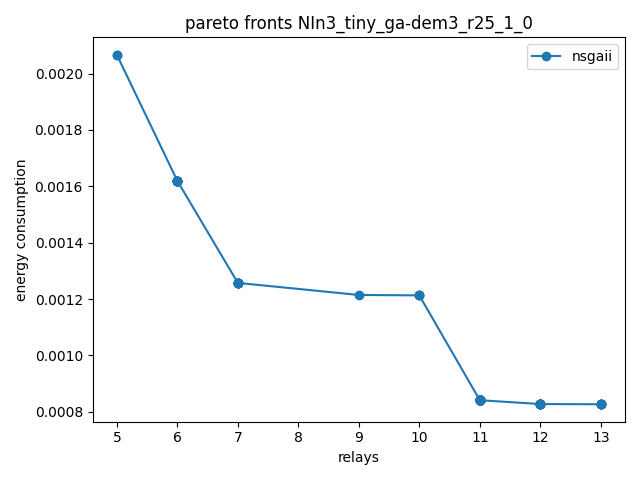 pareto fronts NIn3_tiny_ga-dem3_r25_1_0
nsgaii
energy consumption
0.0020
0.0018
0.0016
0.0014
0.0012
0.0010
0.0008
5 6 7 8 9 10 11 12 13
relays